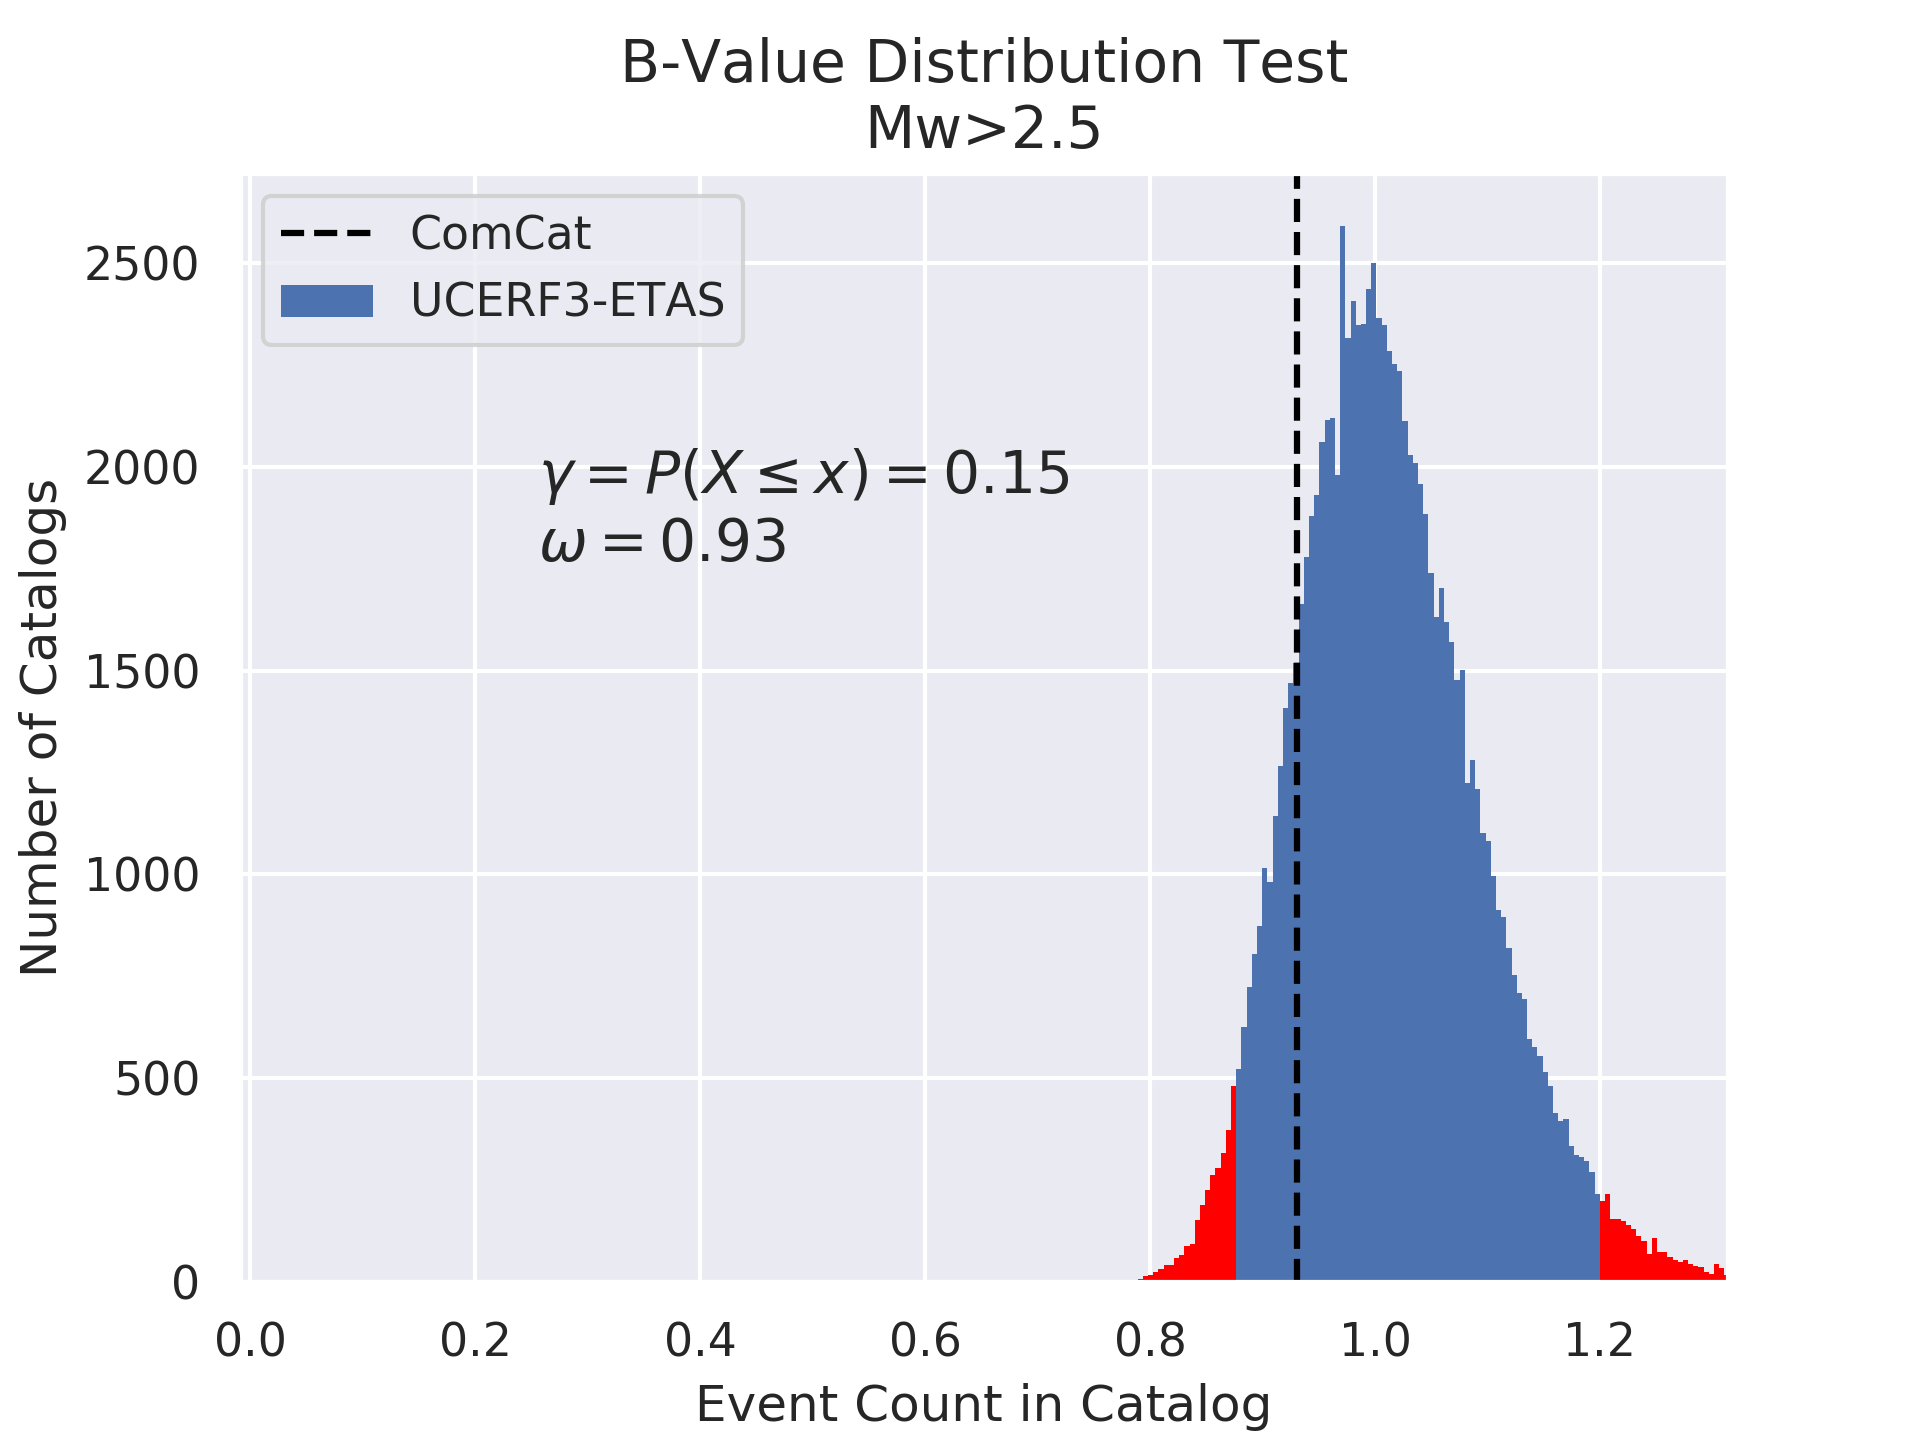 B-Value Distribution Test
Mw>2.5
ComCat
UCERF3-ETAS
γ = P(X ≤ x) = 0.15
ω = 0.93
Number of Catalogs
2500
2000
1500
1000
500
0
0.0 0.2 0.4 0.6 0.8 1.0 1.2
Event Count in Catalog